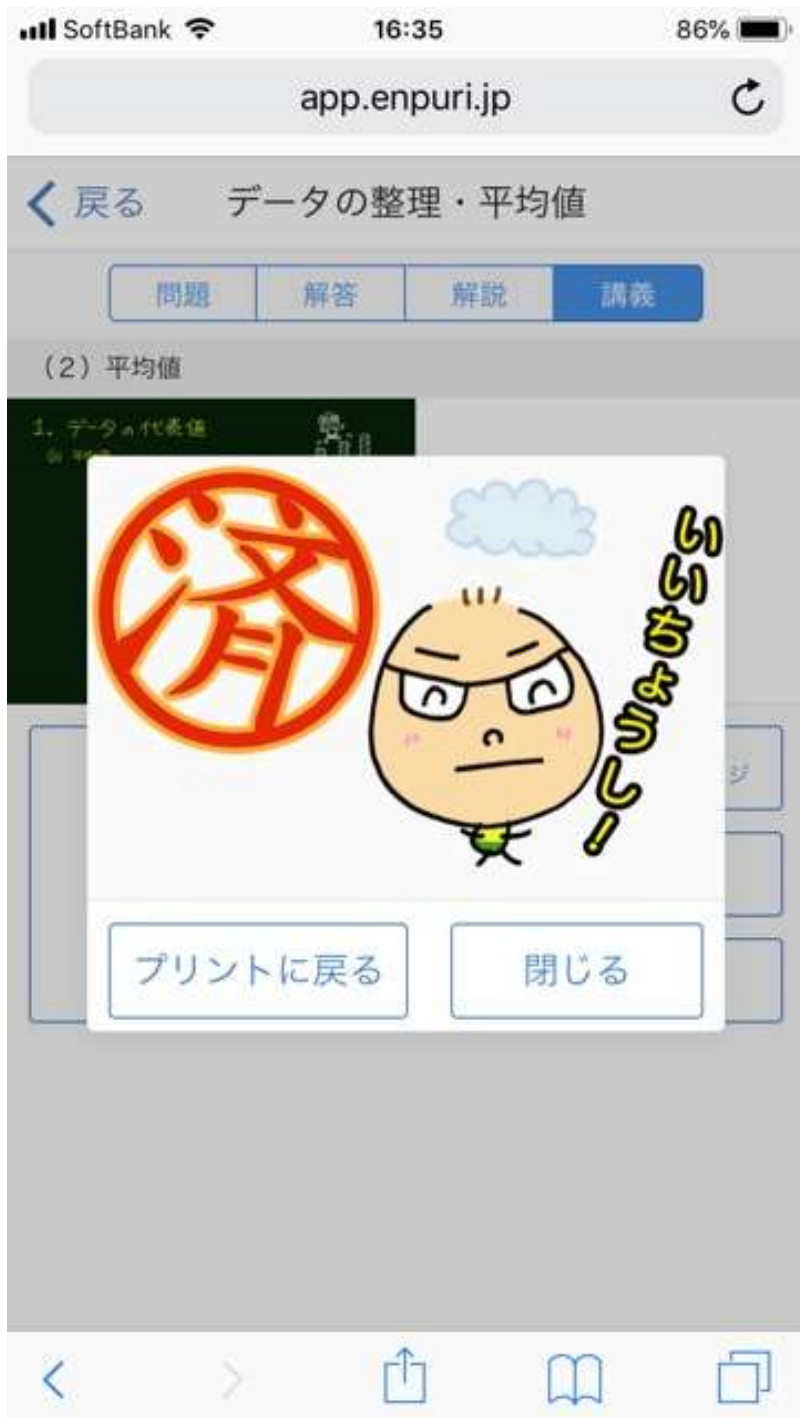 SoftBank 16:35 86%
app.enpuri.jp
戻る データの整理・平均値
問題 解答 解説 講義
（2）平均値
1. データの代表値
済
いいちょうし！
ジ
プリントに戻る 閉じる